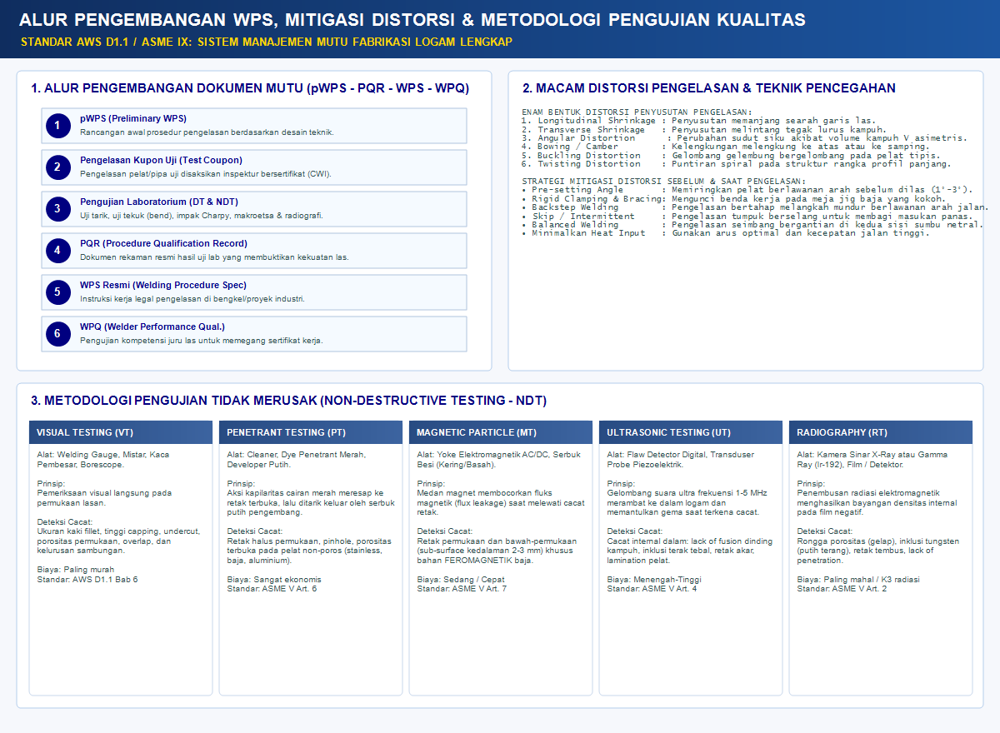 ALUR PENGEMBANGAN WPS, MITIGASI DISTORSI & METODOLOGI PENGUJIAN KUALITAS
STANDAR AWS D1.1 / ASME IX: SISTEM MANAJEMEN MUTU FABRIKASI LOGAM LENGKAP
1. ALUR PENGEMBANGAN DOKUMEN MUTU (pWPS - PQR - WPS - WPQ)
1
pWPS (Preliminary WPS)
Rancangan awal prosedur pengelasan berdasarkan desain teknik.
2
Pengelasan Kupon Uji (Test Coupon)
Pengelasan pelat/pipa uji disaksikan inspektur bersertifikat (CWI).
3
Pengujian Laboratorium (DT & NDT)
Uji tarik, uji tekuk (bend), impak Charpy, makroetsa & radiografi.
4
PQR (Procedure Qualification Record)
Dokumen rekaman resmi hasil uji lab yang membuktikan kekuatan las.
5
WPS Resmi (Welding Procedure Spec)
Instruksi kerja legal pengelasan di bengkel/proyek industri.
6
WPQ (Welder Performance Qual.)
Pengujian kompetensi juru las untuk memegang sertifikat kerja.
2. MACAM DISTORSI PENGELASAN & TEKNIK PENCEGAHAN
ENAM BENTUK DISTORSI PENYUSUTAN PENGELASAN:
1. Longitudinal Shrinkage : Penyusutan memanjang searah garis las.
2. Transverse Shrinkage : Penyusutan melintang tegak lurus kampuh.
3. Angular Distortion : Perubahan sudut siku akibat volume kampuh V asimetris.
4. Bowing / Camber : Kelengkungan melengkung ke atas atau ke samping.
5. Buckling Distortion : Gelombang gelembung bergelombang pada pelat tipis.
6. Twisting Distortion : Puntiran spiral pada struktur rangka profil panjang.
STRATEGI MITIGASI DISTORSI SEBELUM & SAAT PENGELASAN:
• Pre-setting Angle : Memiringkan pelat berlawanan arah sebelum dilas (1°-3°).
• Rigid Clamping & Bracing: Mengunci benda kerja pada meja jig baja yang kokoh.
• Backstep Welding : Pengelasan bertahap melangkah mundur berlawanan arah jalan.
• Skip / Intermittent : Pengelasan tumpuk berselang untuk membagi masukan panas.
• Balanced Welding : Pengelasan seimbang bergantian di kedua sisi sumbu netral.
• Minimalkan Heat Input : Gunakan arus optimal dan kecepatan jalan tinggi.
3. METODOLOGI PENGUJIAN TIDAK MERUSAK (NON-DESTRUCTIVE TESTING - NDT)
VISUAL TESTING (VT)
Alat: Welding Gauge, Mistar, Kaca
Pembesar, Borescope.
Prinsip:
Pemeriksaan visual langsung pada
permukaan lasan.
Deteksi Cacat:
Ukuran kaki fillet, tinggi capping, undercut,
porositas permukaan, overlap, dan
kelurusan sambungan.
Biaya: Paling murah
Standar: AWS D1.1 Bab 6
PENETRANT TESTING (PT)
Alat: Cleaner, Dye Penetrant Merah,
Developer Putih.
Prinsip:
Aksi kapilaritas cairan merah meresap ke
retak terbuka, lalu ditarik keluar oleh serbuk
putih pengembang.
Deteksi Cacat:
Retak halus permukaan, pinhole, porositas
terbuka pada pelat non-poros (stainless,
baja, aluminium).
Biaya: Sangat ekonomis
Standar: ASME V Art. 6
MAGNETIC PARTICLE (MT)
Alat: Yoke Elektromagnetik AC/DC, Serbuk
Besi (Kering/Basah).
Prinsip:
Medan magnet membocorkan fluks
magnetik (flux leakage) saat melewati cacat
retak.
Deteksi Cacat:
Retak permukaan dan bawah-permukaan
(sub-surface kedalaman 2-3 mm) khusus
bahan FEROMAGNETIK baja.
Biaya: Sedang / Cepat
Standar: ASME V Art. 7
ULTRASONIC TESTING (UT)
Alat: Flaw Detector Digital, Transduser
Probe Piezoelektrik.
Prinsip:
Gelombang suara ultra frekuensi 1-5 MHz
merambat ke dalam logam dan
memantulkan gema saat terkena cacat.
Deteksi Cacat:
Cacat internal dalam: lack of fusion dinding
kampuh, inklusi terak tebal, retak akar,
lamination pelat.
Biaya: Menengah-Tinggi
Standar: ASME V Art. 4
RADIOGRAPHY (RT)
Alat: Kamera Sinar X-Ray atau Gamma
Ray (Ir-192), Film / Detektor.
Prinsip:
Penembusan radiasi elektromagnetik
menghasilkan bayangan densitas internal
pada film negatif.
Deteksi Cacat:
Rongga porositas (gelap), inklusi tungsten
(putih terang), retak tembus, lack of
penetration.
Biaya: Paling mahal / K3 radiasi
Standar: ASME V Art. 2